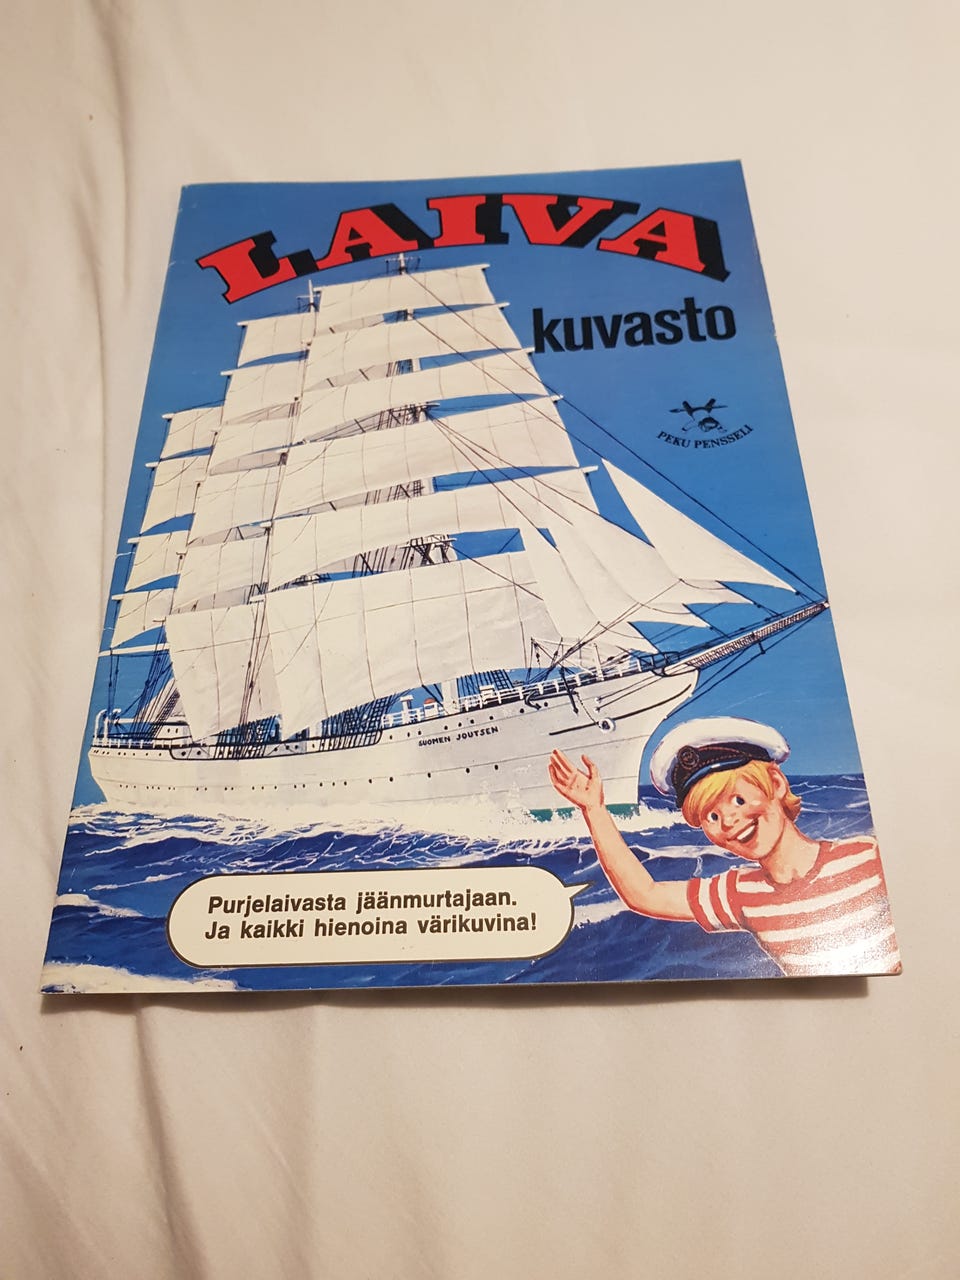 LAIVA
kuvasto
PEKU PENSSELI
SUOMEN JOUTSEN
Purjelaivasta jäänmurtajaan.
Ja kaikki hienoina värikuvina!